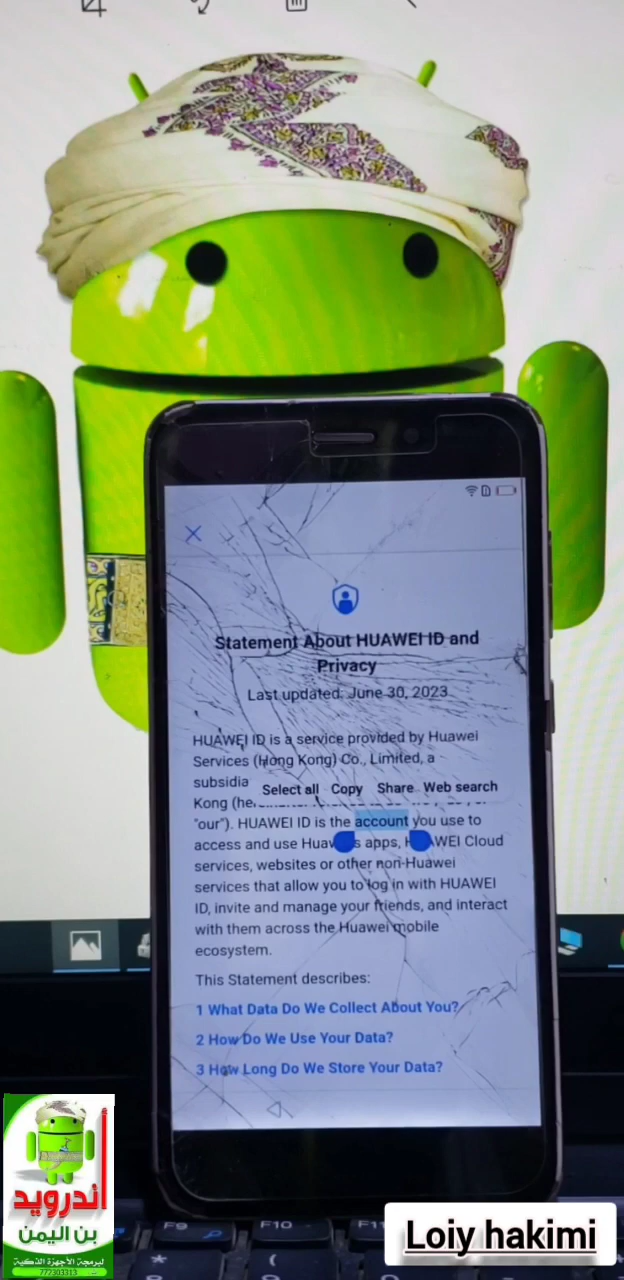 Statement About HUAWEI ID and
Privacy
Last updated: June 30, 2023
HUAWEI ID is a service provided by Huawei
Services (Hong Kong) Co., Limited, a
subsidia
Select all Copy Share Web search
Kong (he
"our"). HUAWEI ID is the account you use to
access and use Huaw s apps, H AWEI Cloud
services, websites or other non-Huawei
services that allow you to log in with HUAWEI
ID, invite and manage your friends, and interact
with them across the Huawei mobile
ecosystem.
This Statement describes:
1 What Data Do We Collect About You?
2 How Do We Use Your Data?
3 How Long Do We Store Your Data?
أندرويد
بن اليمن
لبرمجة الأجهزة الذكية
772303313
F9
F10
F11
*
(
Loiy hakimi